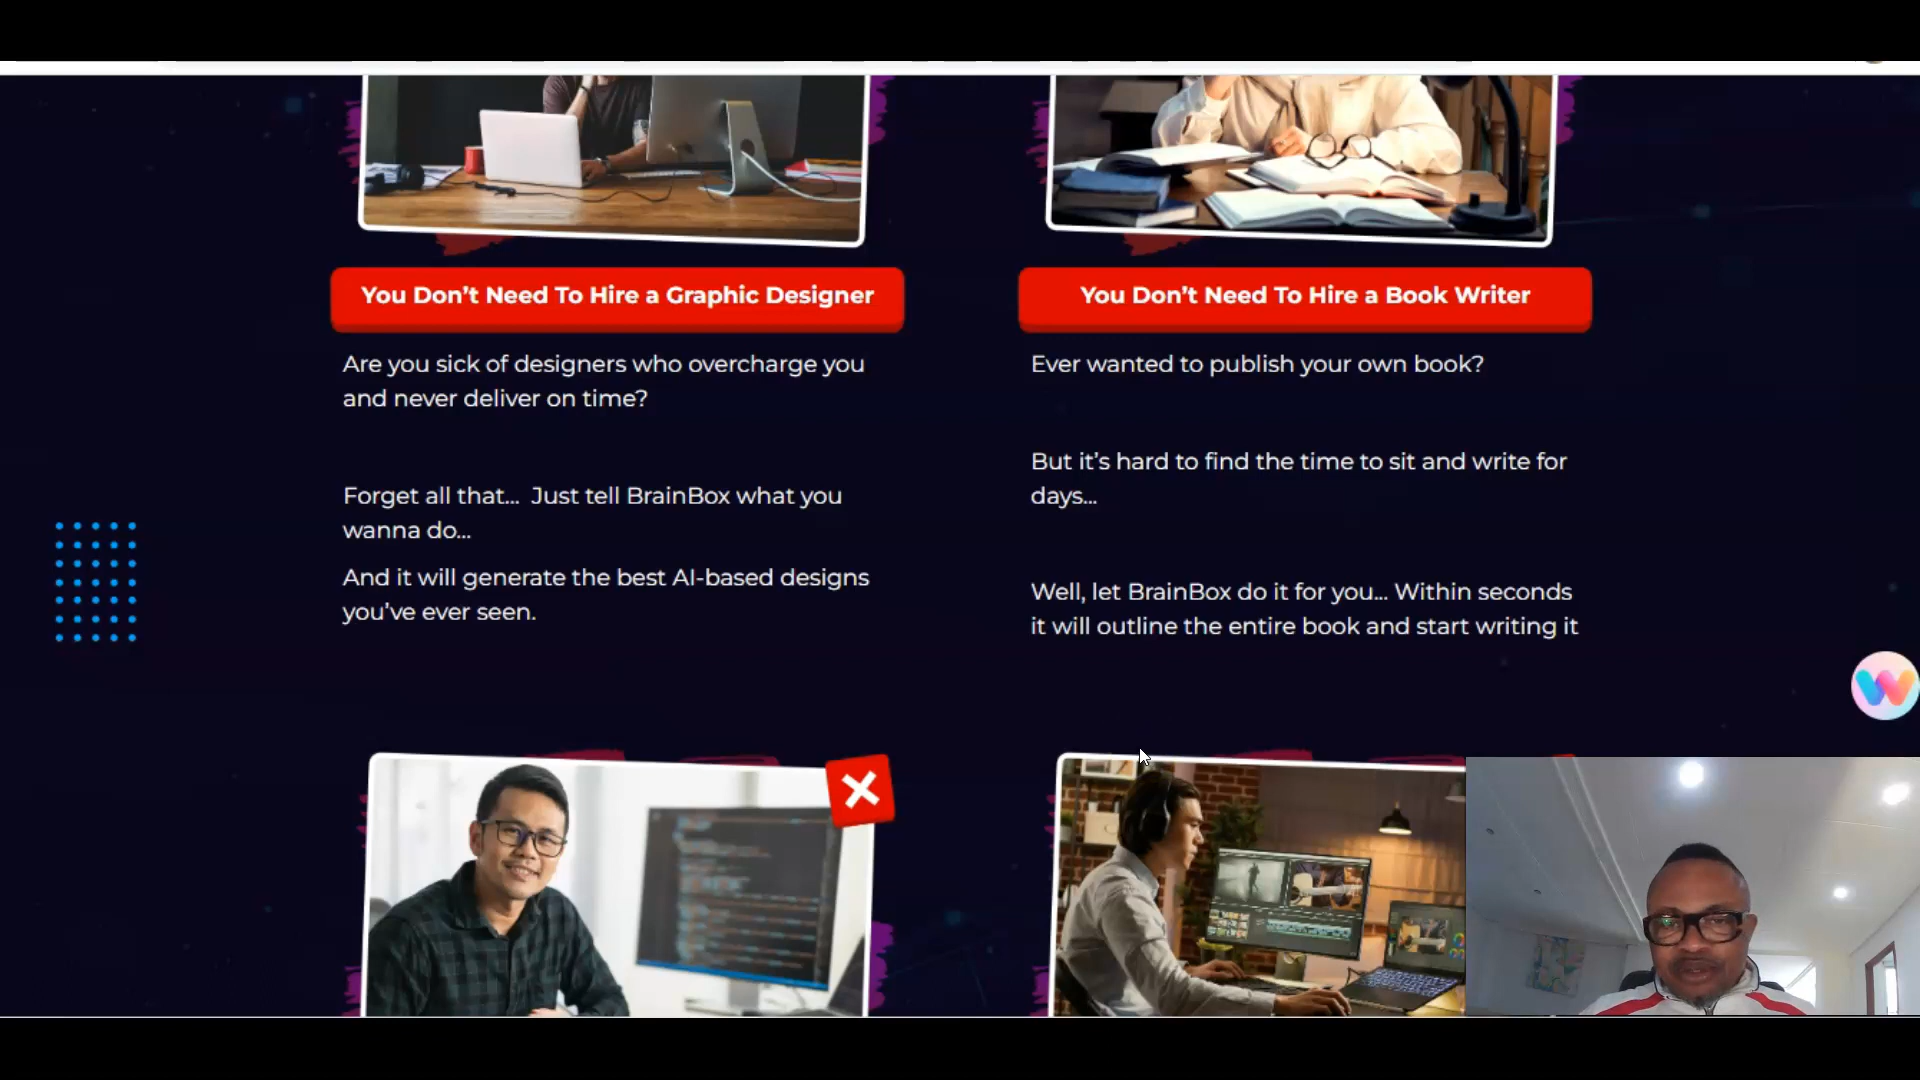 You Don’t Need To Hire a Graphic Designer
Are you sick of designers who overcharge you
and never deliver on time?
Forget all that... Just tell BrainBox what you
wanna do...
And it will generate the best AI-based designs
you’ve ever seen.
You Don’t Need To Hire a Book Writer
Ever wanted to publish your own book?
But it’s hard to find the time to sit and write for
days...
Well, let BrainBox do it for you... Within seconds
it will outline the entire book and start writing it